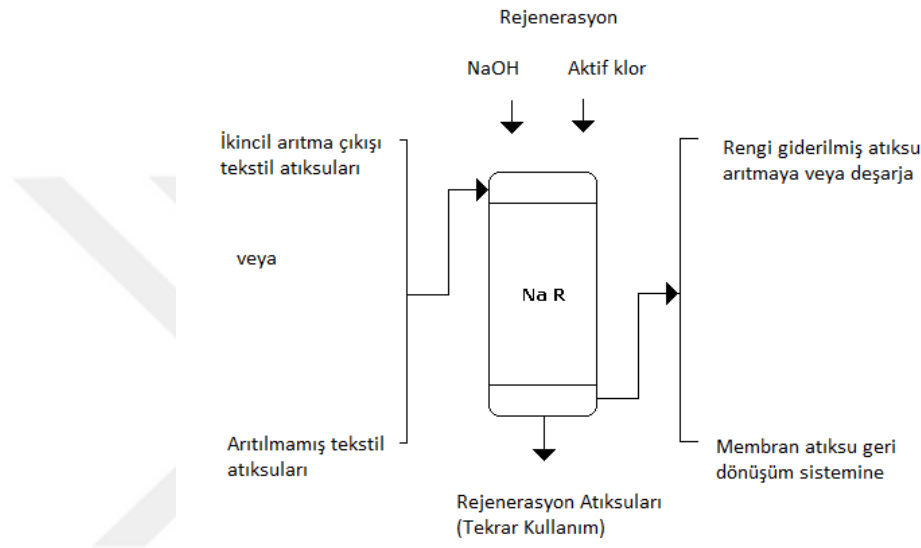 Rejenerasyon
NaOH Aktif klor
İkincil arıtma çıkışı
tekstil atıksuları
veya
Arıtılmamış tekstil
atıksuları
Na R
Rengi giderilmiş atıksu
arıtmaya veya deşarja
Membran atıksu geri
dönüşüm sistemine
Rejenerasyon Atıksuları
(Tekrar Kullanım)